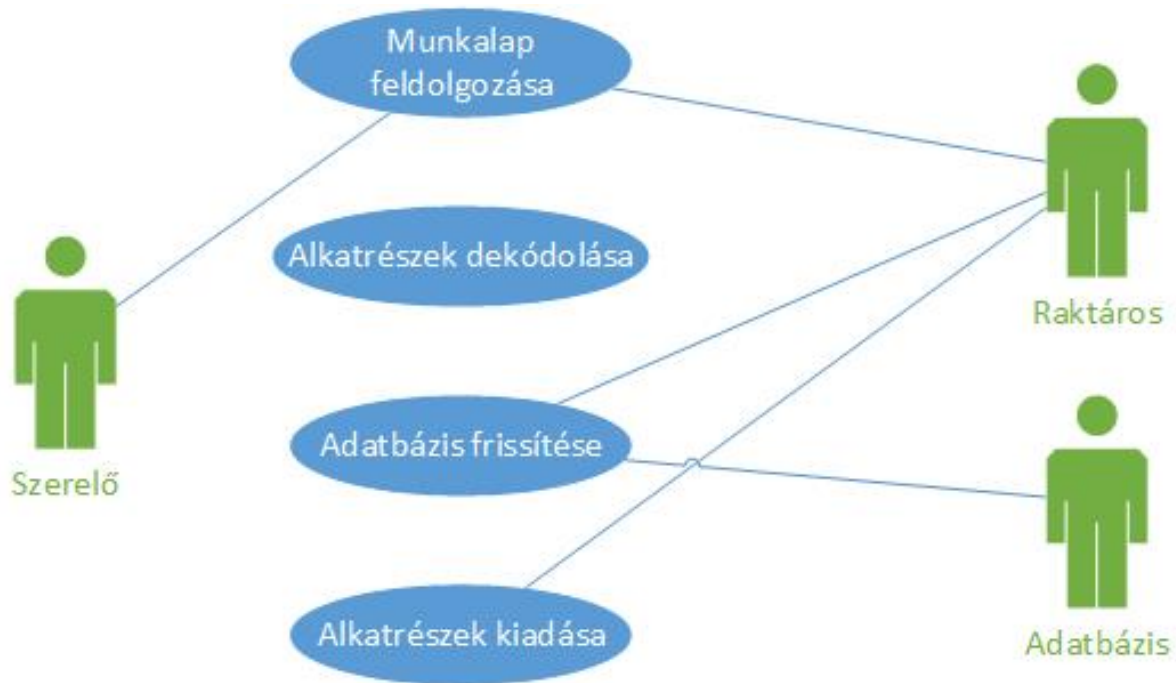 Munkalap
feldolgozása
Alkatrészek dekódolása
Raktáros
Szerelő
Adatbázis frissítése
Alkatrészek kiadása
Adatbázis